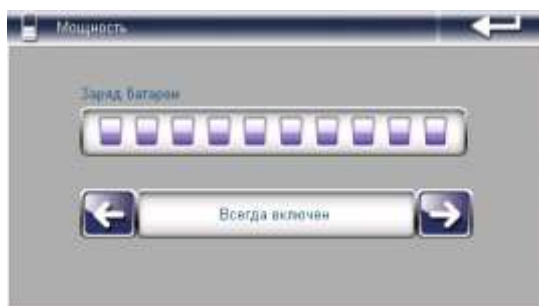 Мощность
Заряд батареи
Всегда включен